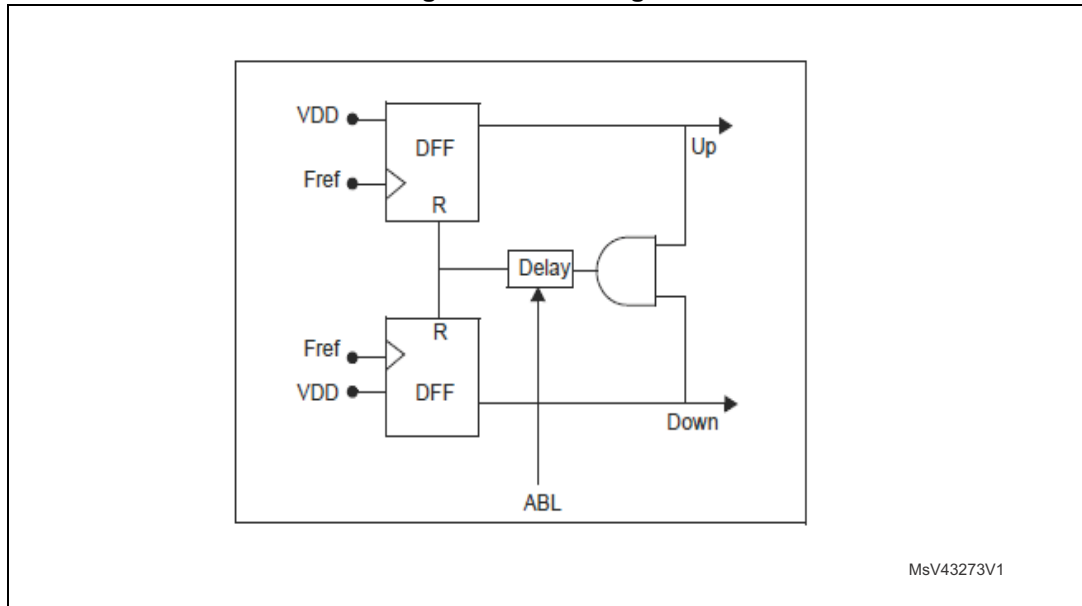 VDD
DFF
Up
Fref
R
Delay
R
Fref
DFF
VDD
Down
ABL
MsV43273V1